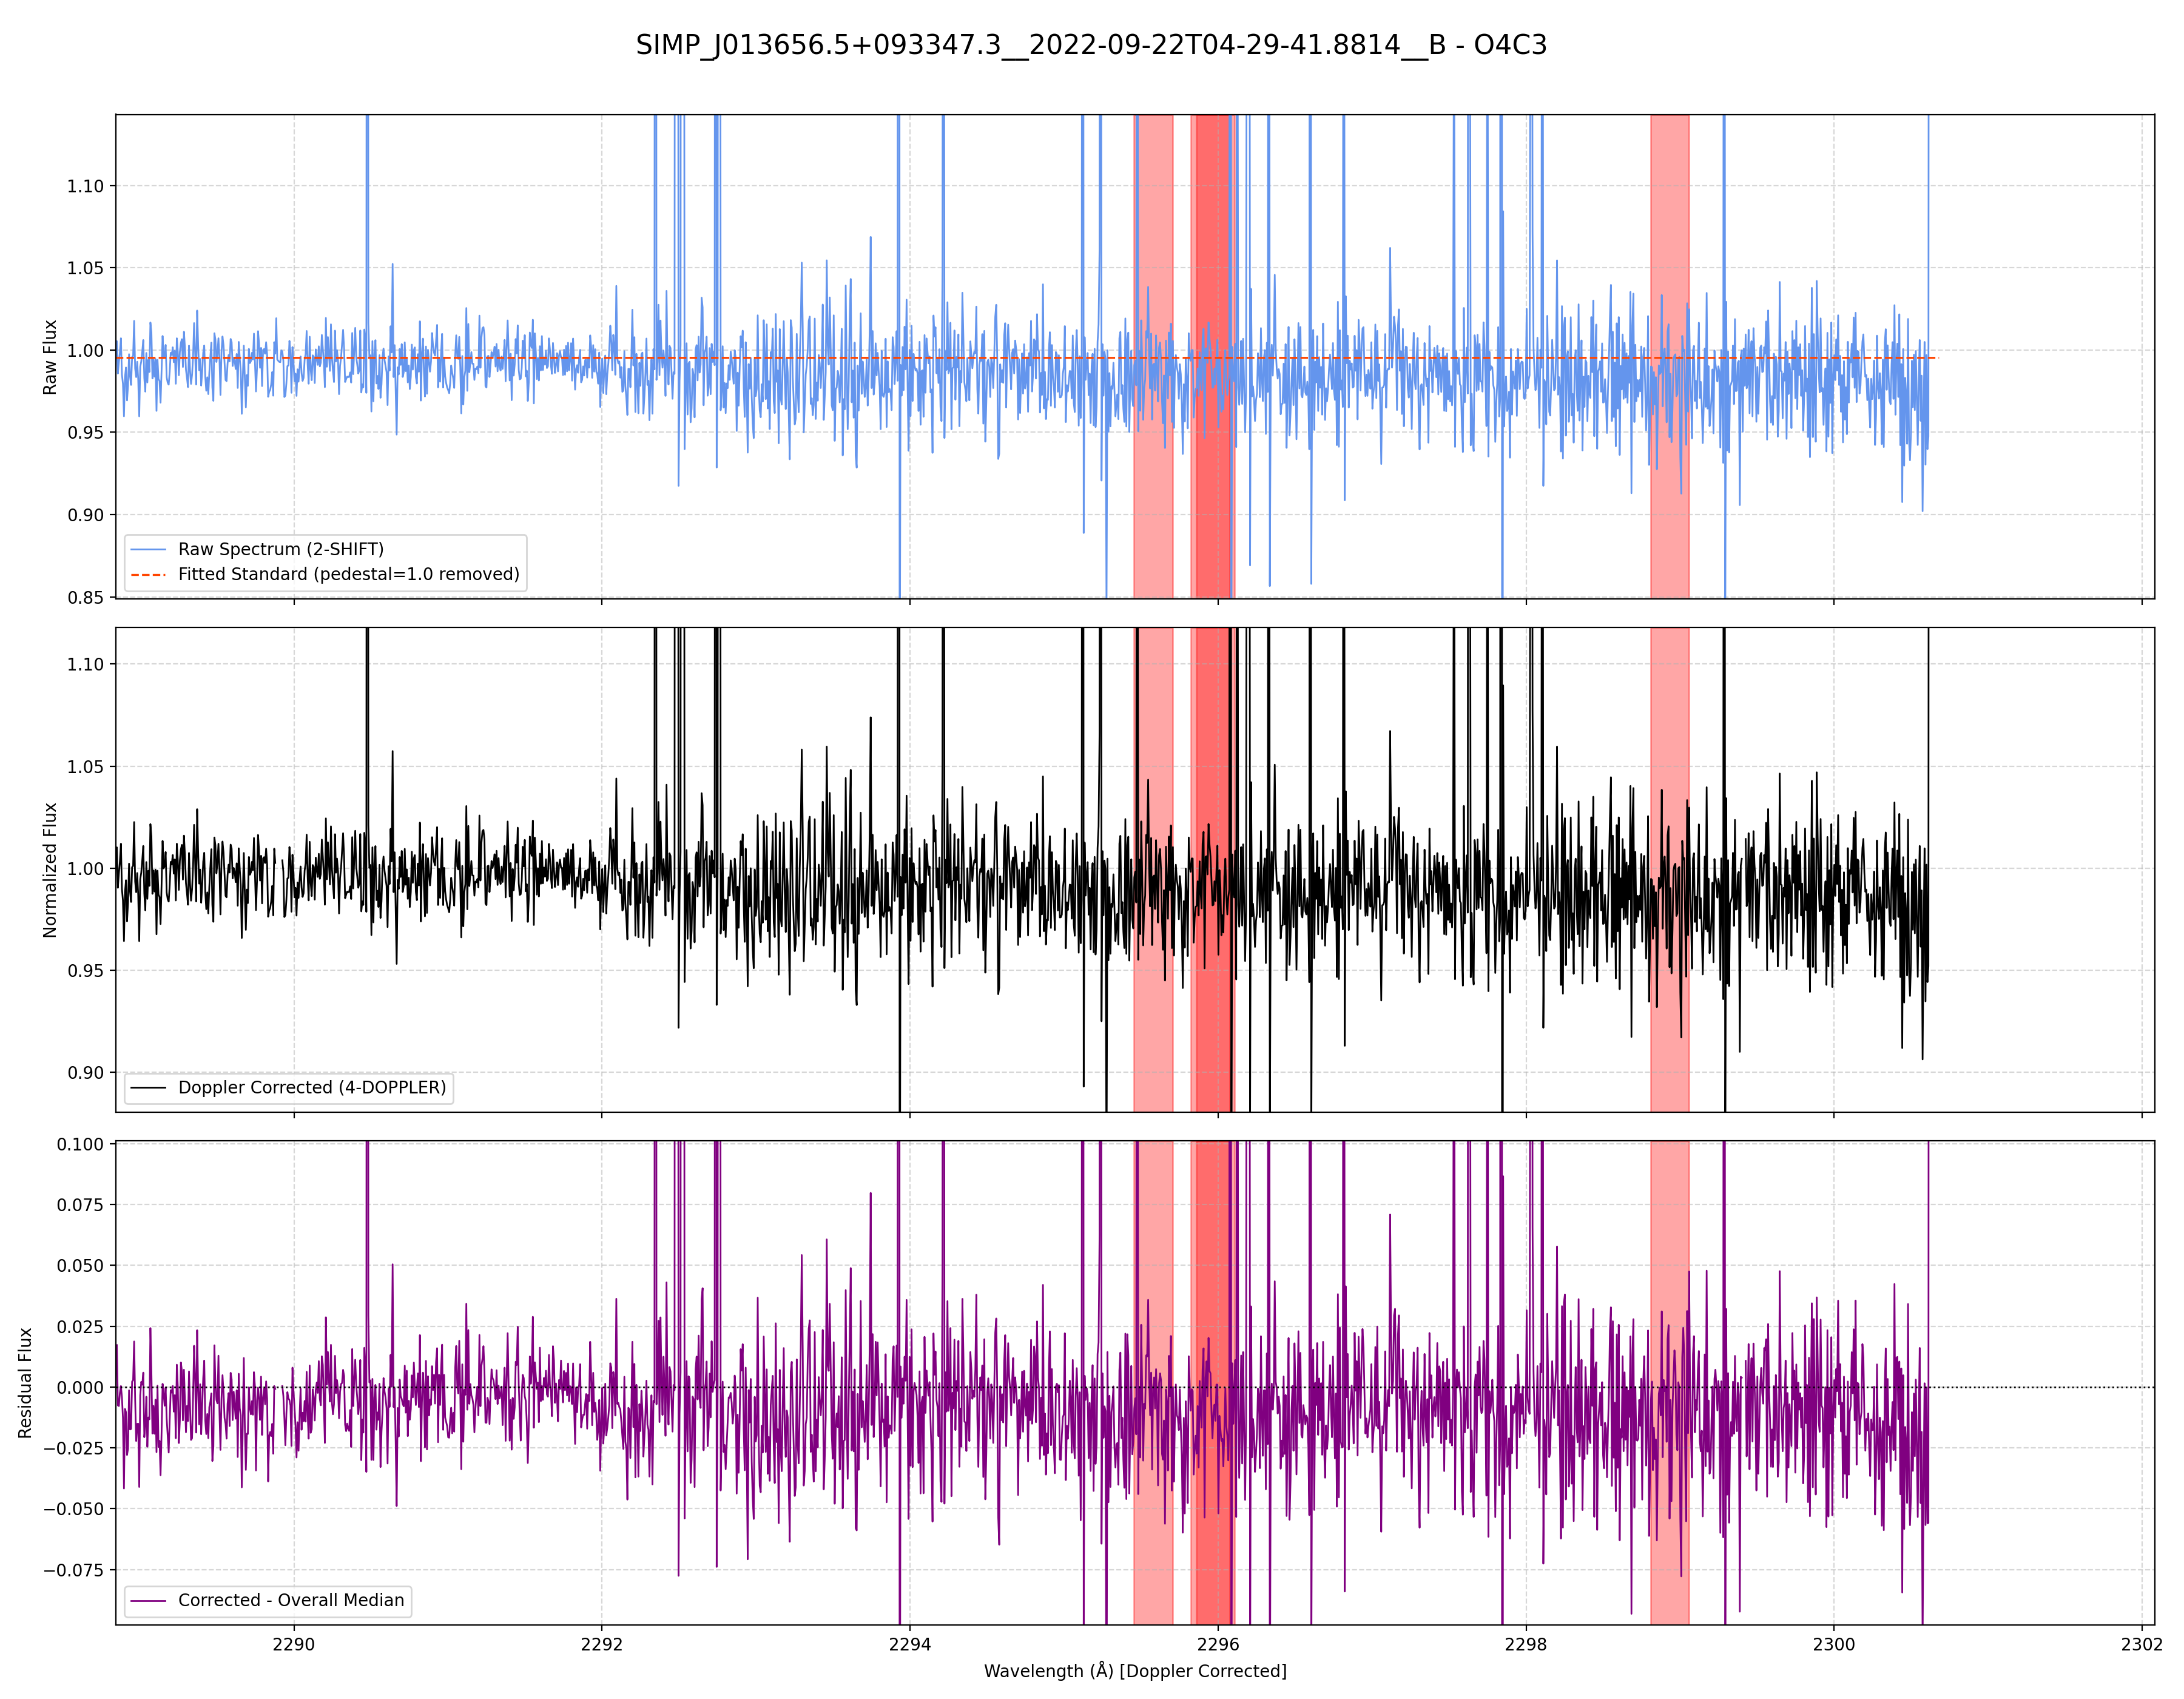 SIMP_J013656.5+093347.3__2022-09-22T04-29-41.8814__B - O4C3
Raw Flux
1.10
1.05
1.00
0.95
0.90
0.85
Raw Spectrum (2-SHIFT)
Fitted Standard (pedestal=1.0 removed)
Normalized Flux
1.10
1.05
1.00
0.95
0.90
Doppler Corrected (4-DOPPLER)
Residual Flux
0.100
0.075
0.050
0.025
0.000
−0.025
−0.050
−0.075
Corrected - Overall Median
2290 2292 2294 2296 2298 2300 2302
Wavelength (Å) [Doppler Corrected]